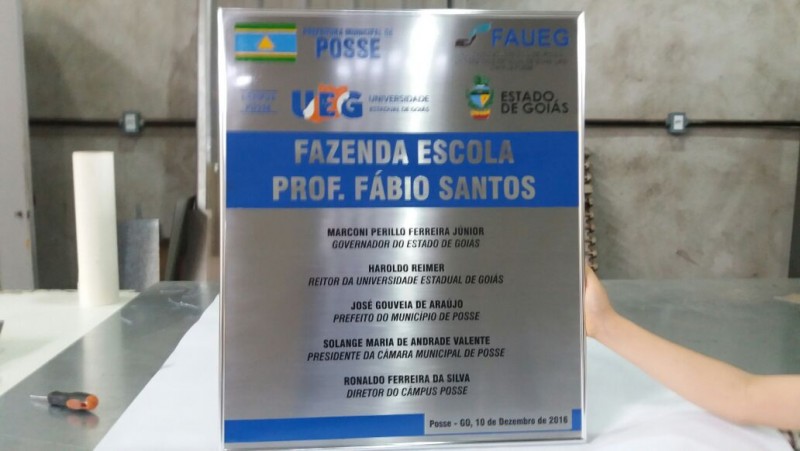 PREFEITURA MUNICIPAL DE
POSSE
FAUEG
CÂMPUS
POSSE
UEG
UNIVERSIDADE
ESTADUAL DE GOIÁS
ESTADO
DE GOIÁS
FAZENDA ESCOLA
PROF. FÁBIO SANTOS
MARCONI PERILLO FERREIRA JÚNIOR
GOVERNADOR DO ESTADO DE GOIÁS
HAROLDO REIMER
REITOR DA UNIVERSIDADE ESTADUAL DE GOIÁS
JOSÉ GOUVEIA DE ARAÚJO
PREFEITO DO MUNICÍPIO DE POSSE
SOLANGE MARIA DE ANDRADE VALENTE
PRESIDENTE DA CÂMARA MUNICIPAL DE POSSE
RONALDO FERREIRA DA SILVA
DIRETOR DO CÂMPUS POSSE
Posse - GO, 10 de Dezembro de 2016